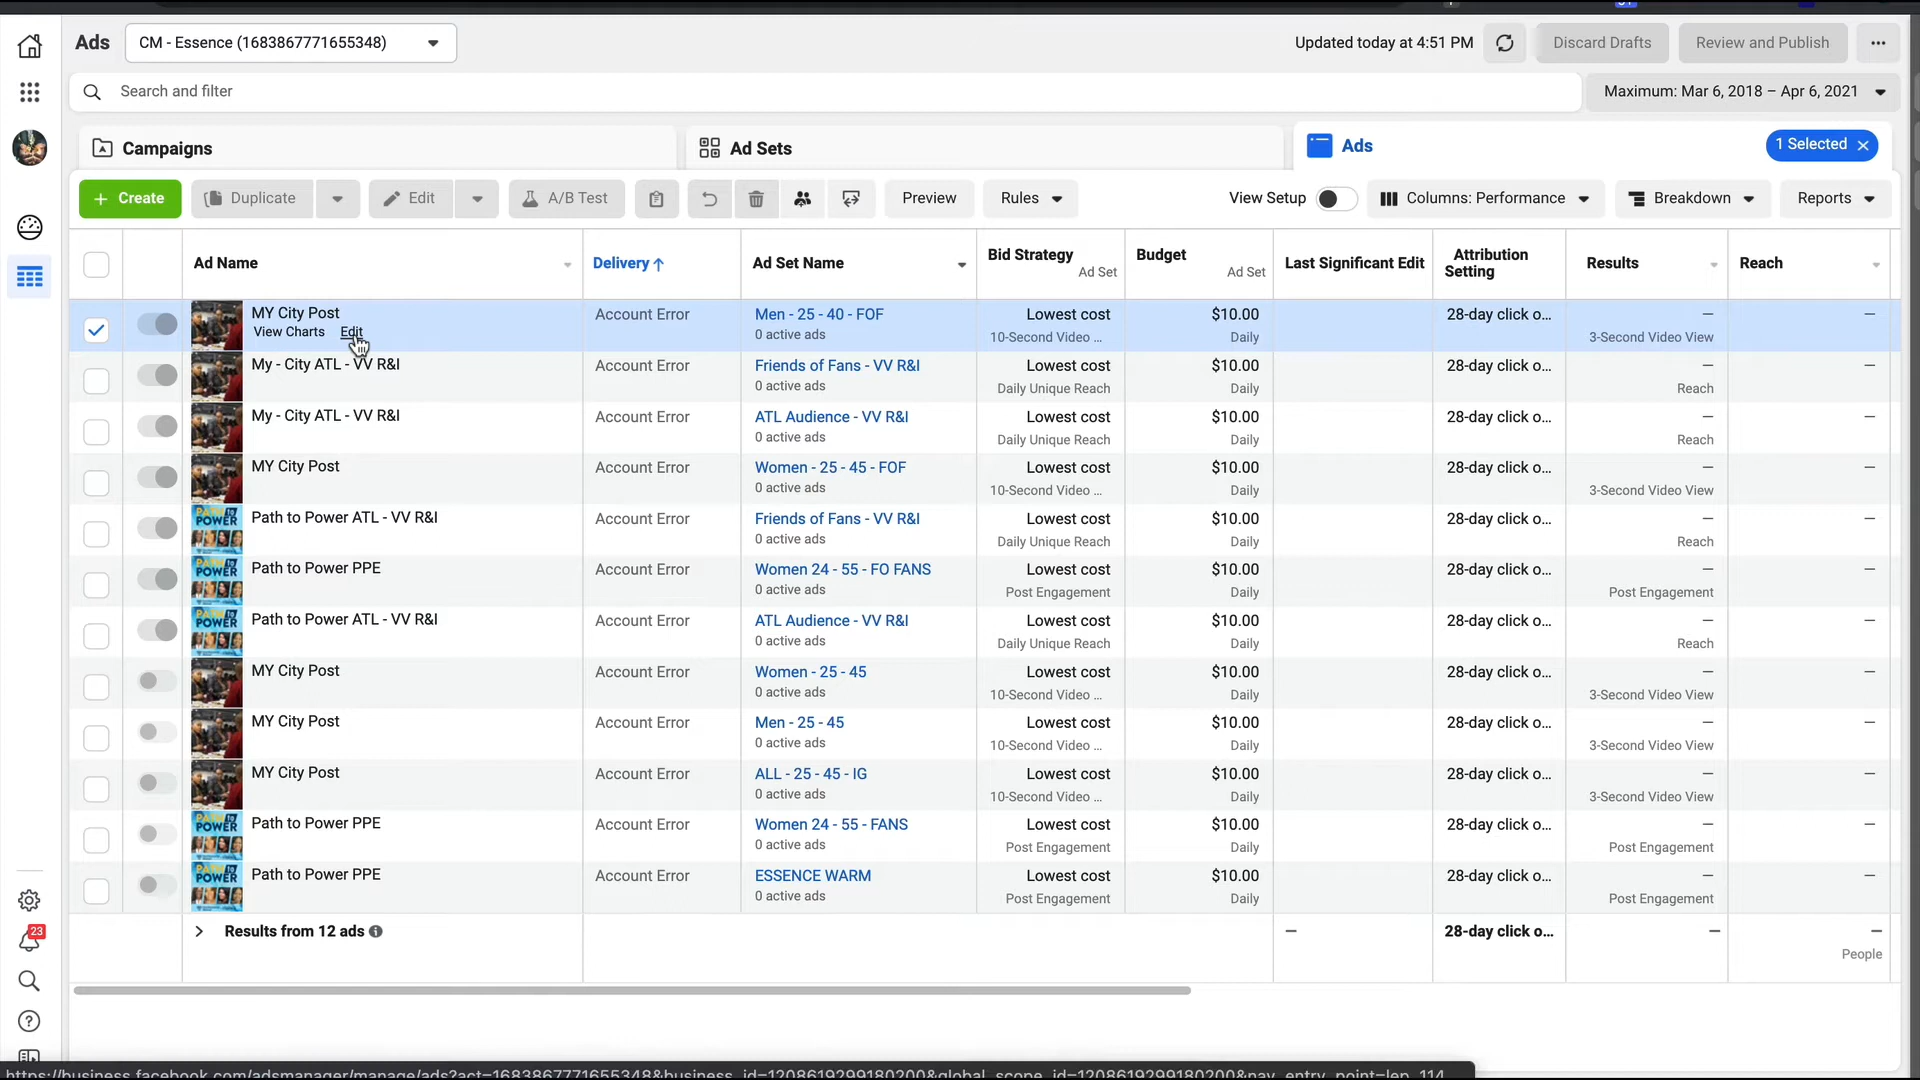 Ads
CM - Essence (1683867771655348)
Updated today at 4:51 PM
Discard Drafts
Review and Publish
Search and filter
Maximum: Mar 6, 2018 – Apr 6, 2021
Campaigns
Ad Sets
Ads
1 Selected
+ Create
Duplicate
Edit
A/B Test
Preview
Rules
View Setup
Columns: Performance
Breakdown
Reports
Ad Name
Delivery ↑
Ad Set Name
Bid Strategy
Ad Set
Budget
Ad Set
Last Significant Edit
Attribution
Setting
Results
Reach
MY City Post Account Error Men - 25 - 40 - FOF Lowest cost $10.00 28-day click o... — —
View Charts Edit 0 active ads 10-Second Video ... Daily 3-Second Video View
My - City ATL - VV R&I Account Error Friends of Fans - VV R&I Lowest cost $10.00 28-day click o... — —
0 active ads Daily Unique Reach Daily Reach
My - City ATL - VV R&I Account Error ATL Audience - VV R&I Lowest cost $10.00 28-day click o... — —
0 active ads Daily Unique Reach Daily Reach
MY City Post Account Error Women - 25 - 45 - FOF Lowest cost $10.00 28-day click o... — —
0 active ads 10-Second Video ... Daily 3-Second Video View
Path to Power ATL - VV R&I Account Error Friends of Fans - VV R&I Lowest cost $10.00 28-day click o... — —
0 active ads Daily Unique Reach Daily Reach
Path to Power PPE Account Error Women 24 - 55 - FO FANS Lowest cost $10.00 28-day click o... — —
0 active ads Post Engagement Daily Post Engagement
Path to Power ATL - VV R&I Account Error ATL Audience - VV R&I Lowest cost $10.00 28-day click o... — —
0 active ads Daily Unique Reach Daily Reach
MY City Post Account Error Women - 25 - 45 Lowest cost $10.00 28-day click o... — —
0 active ads 10-Second Video ... Daily 3-Second Video View
MY City Post Account Error Men - 25 - 45 Lowest cost $10.00 28-day click o... — —
0 active ads 10-Second Video ... Daily 3-Second Video View
MY City Post Account Error ALL - 25 - 45 - IG Lowest cost $10.00 28-day click o... — —
0 active ads 10-Second Video ... Daily 3-Second Video View
Path to Power PPE Account Error Women 24 - 55 - FANS Lowest cost $10.00 28-day click o... — —
0 active ads Post Engagement Daily Post Engagement
Path to Power PPE Account Error ESSENCE WARM Lowest cost $10.00 28-day click o... — —
0 active ads Post Engagement Daily Post Engagement
Results from 12 ads — 28-day click o... — —
People
23
https://business.facebook.com/adsmanager/manage/ads?act=1683867771655348&business_id=1208619299180200&global_scope_id=1208619299180200&nav_entry_point=lep_114